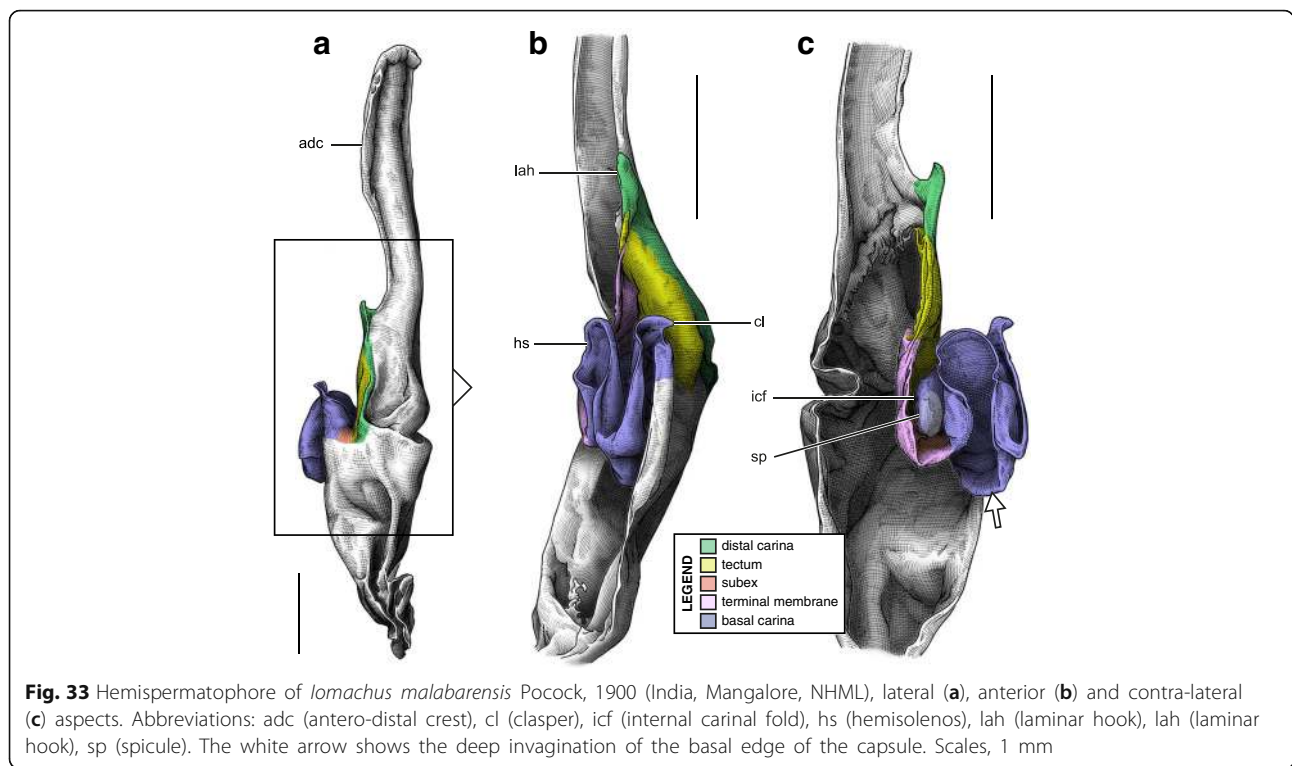 a
b
c
adc
lah
hs
cl
icf
sp
LEGEND
distal carina
tectum
subex
terminal membrane
basal carina
Fig. 33 Hemispermatophore of Iomachus malabarensis Pocock, 1900 (India, Mangalore, NHML), lateral (a), anterior (b) and contra-lateral
(c) aspects. Abbreviations: adc (antero-distal crest), cl (clasper), icf (internal carinal fold), hs (hemisolenos), lah (laminar hook), lah (laminar
hook), sp (spicule). The white arrow shows the deep invagination of the basal edge of the capsule. Scales, 1 mm